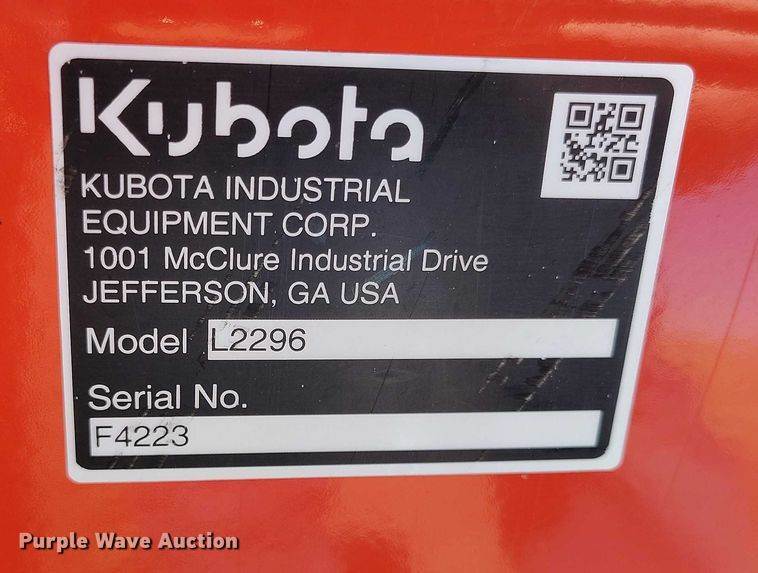 Kubota
KUBOTA INDUSTRIAL
EQUIPMENT CORP.
1001 McClure Industrial Drive
JEFFERSON, GA USA
Model L2296
Serial No.
F4223
Purple Wave Auction